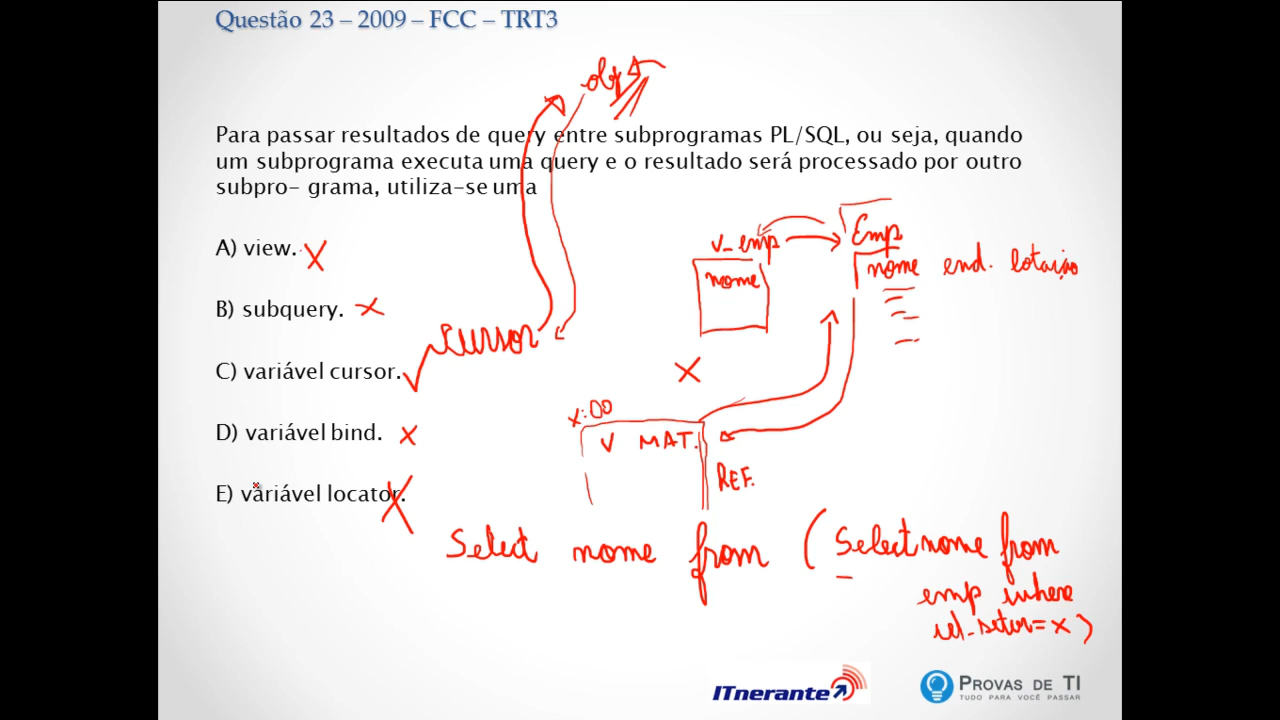 Questão 23 – 2009 – FCC – TRT3
obj
Para passar resultados de query entre subprogramas PL/SQL, ou seja, quando
um subprograma executa uma query e o resultado será processado por outro
subpro- grama, utiliza-se uma
v_emp Emp
A) view. X
nome nome end. lotação
B) subquery. X
cursor
C) variável cursor.
X
x:00
D) variável bind. X
V MAT.
REF.
E) variável locator. X
Select nome from ( Select nome from
emp where
=x)
ITnerante
PROVAS DE TI
TUDO PARA VOCÊ PASSAR